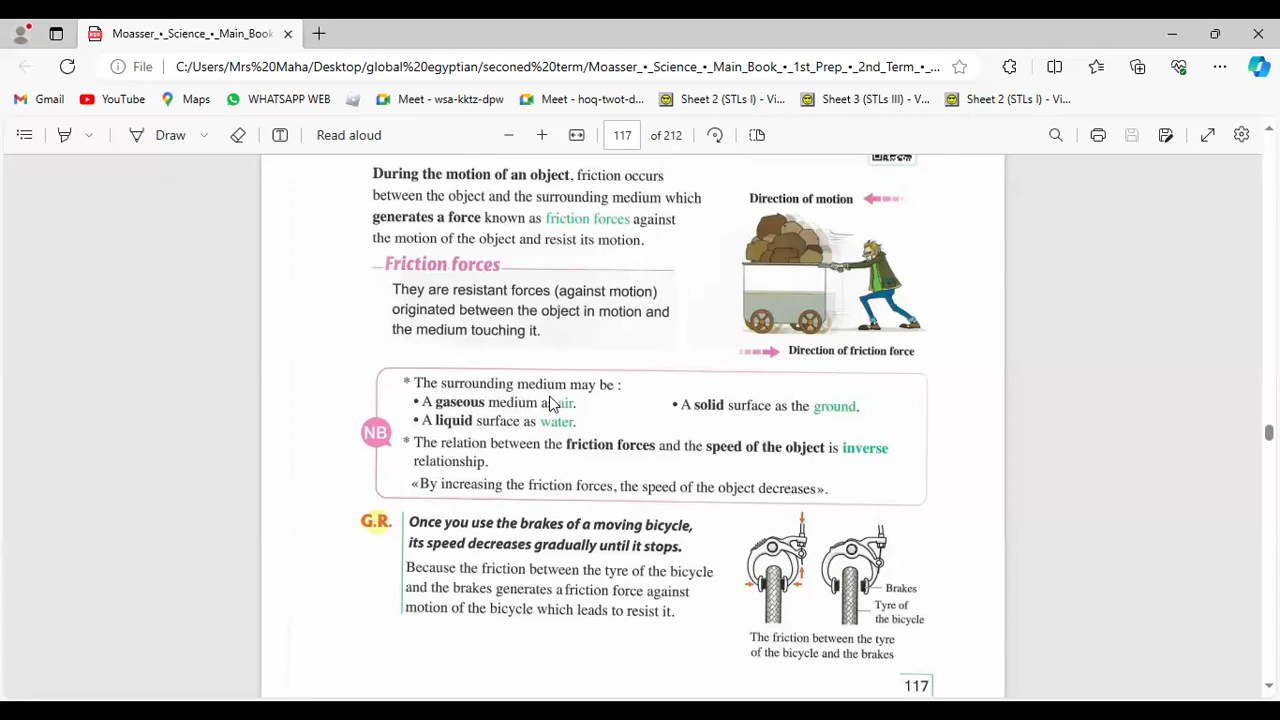 Moasser_•_Science_•_Main_Book
File
C:/Users/Mrs%20Maha/Desktop/global%20egyptian/seconed%20term/Moasser_•_Science_•_Main_Book_•_1st_Prep_•_2nd_Term_•_...
Gmail
YouTube
Maps
WHATSAPP WEB
Meet - wsa-kktz-dpw
Meet - hoq-twot-d...
Sheet 2 (STLs I) - Vi...
Sheet 3 (STLs III) - V...
Sheet 2 (STLs I) - Vi...
Draw
Read aloud
117
of 212
During the motion of an object, friction occurs
between the object and the surrounding medium which
generates a force known as friction forces against
the motion of the object and resist its motion.
Direction of motion
Friction forces
They are resistant forces (against motion)
originated between the object in motion and
the medium touching it.
Direction of friction force
NB
* The surrounding medium may be :
• A gaseous medium air.
• A solid surface as the ground.
• A liquid surface as water.
* The relation between the friction forces and the speed of the object is inverse
relationship.
«By increasing the friction forces, the speed of the object decreases».
G.R.
Once you use the brakes of a moving bicycle,
its speed decreases gradually until it stops.
Because the friction between the tyre of the bicycle
and the brakes generates a friction force against
motion of the bicycle which leads to resist it.
Brakes
Tyre of
the bicycle
The friction between the tyre
of the bicycle and the brakes
117